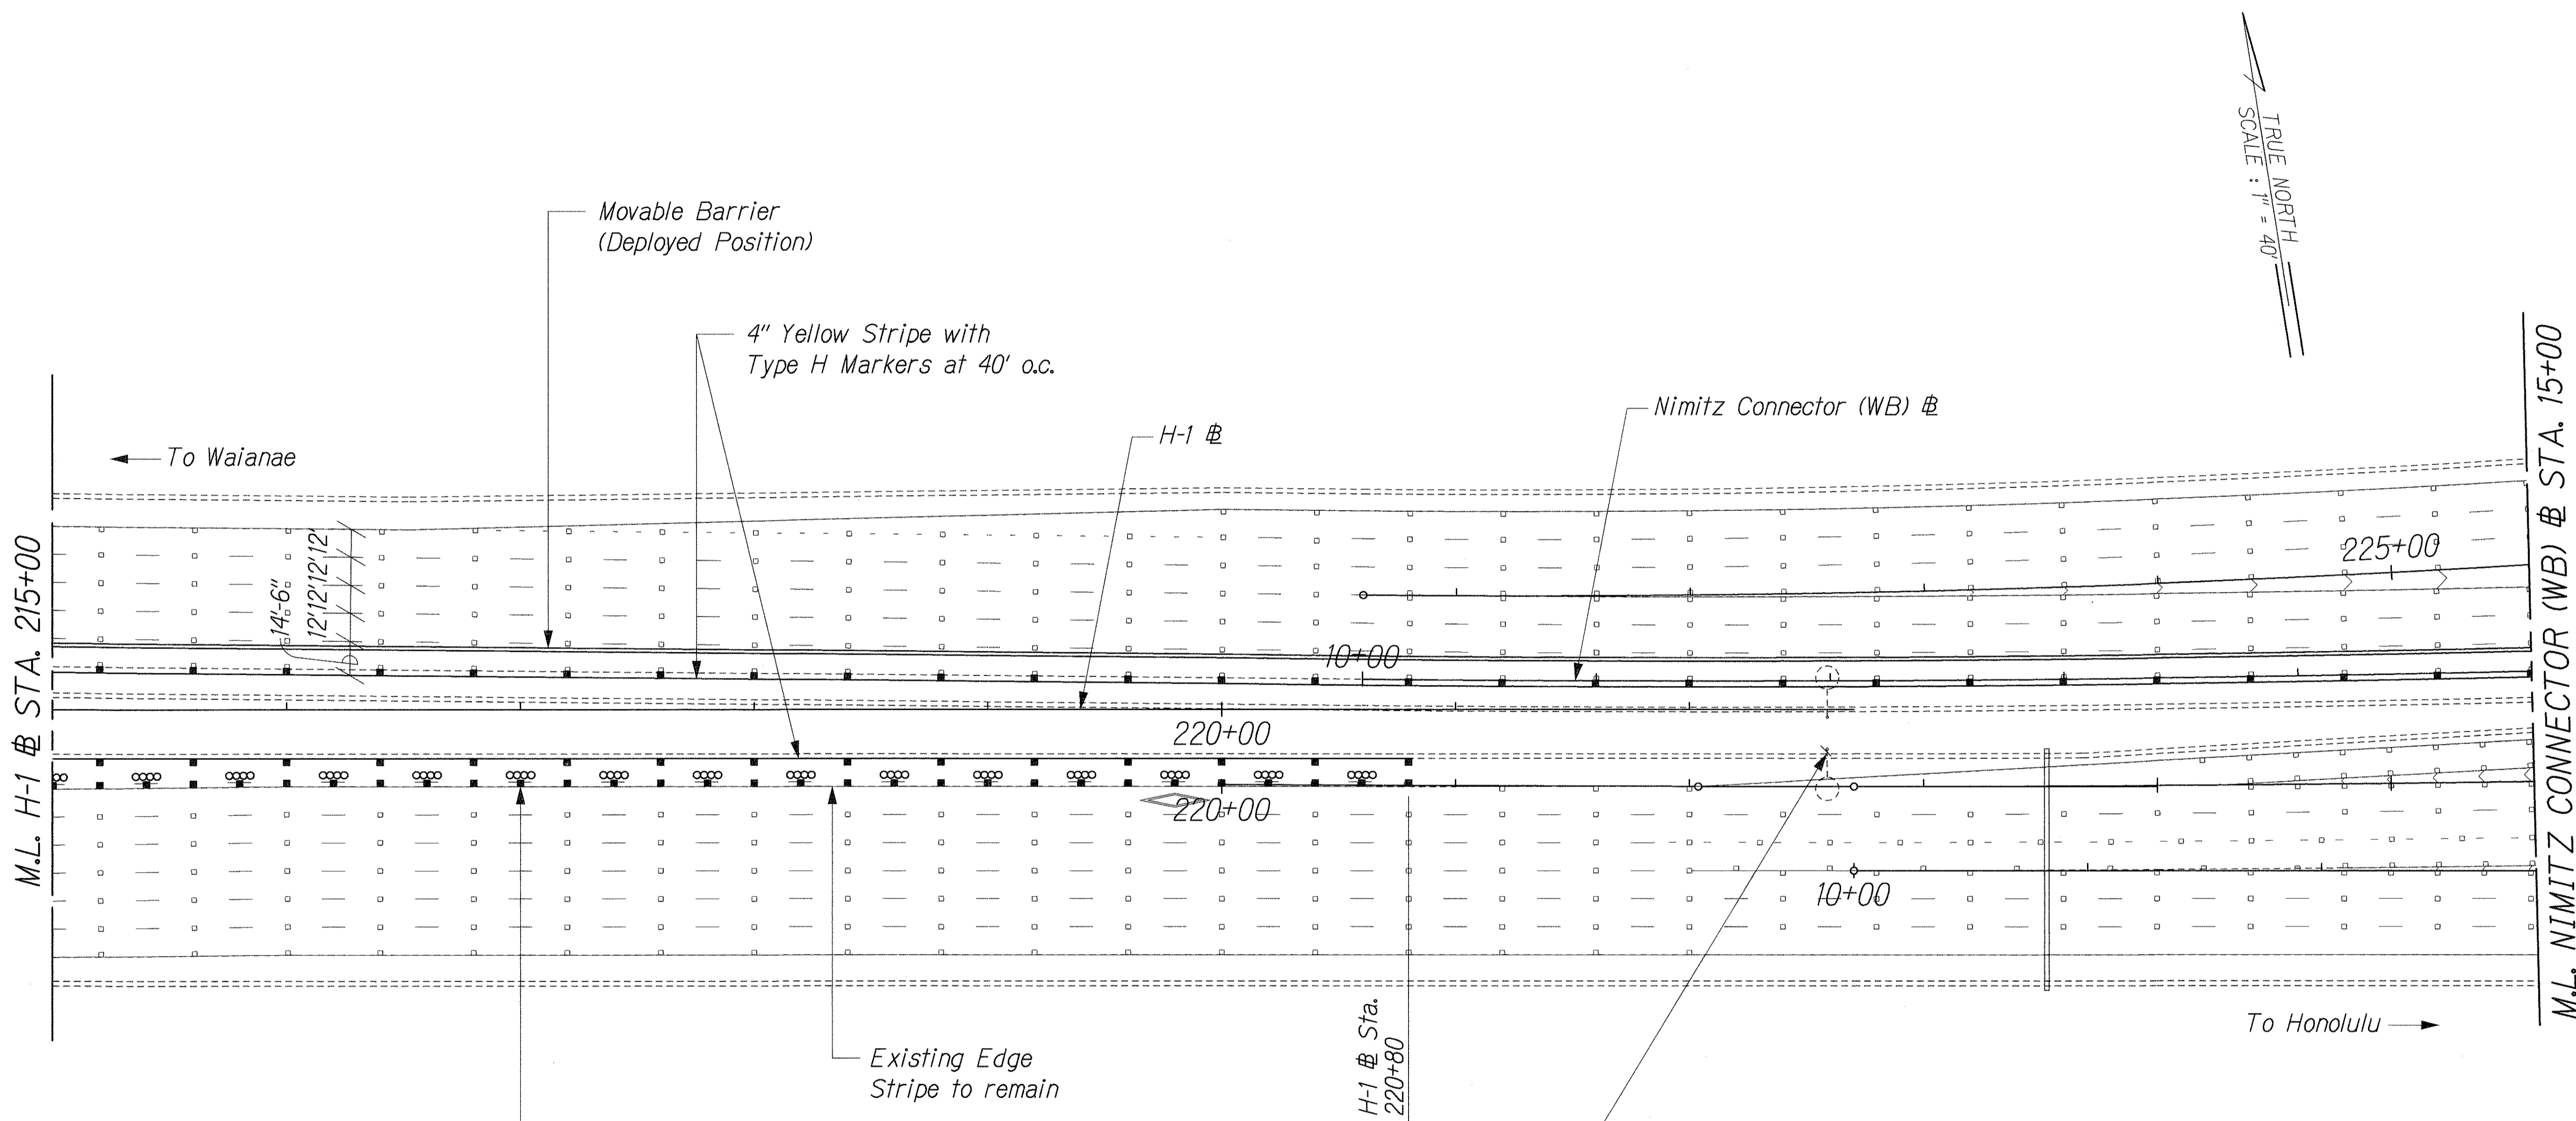 TRUE NORTH
SCALE : 1" = 40'
Movable Barrier
(Deployed Position)
4" Yellow Stripe with
Type H Markers at 40' o.c.
Nimitz Connector (WB) ⅊
H-1 ⅊
To Waianae
M.L. H-1 ⅊ STA. 215+00
M.L. NIMITZ CONNECTOR (WB) ⅊ STA. 15+00
14'-6"
12'12'12'12'
225+00
10+00
220+00
220+00
10+00
To Honolulu
H-1 ⅊ Sta.
220+80
Existing Edge
Stripe to remain